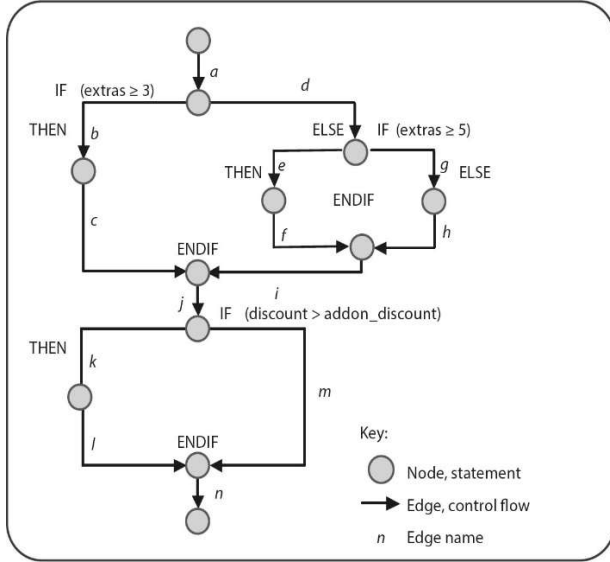 a
IF (extras ≥ 3)
d
THEN
b
ELSE
IF (extras ≥ 5)
THEN
e
g
ELSE
ENDIF
c
f
h
ENDIF
i
j
IF (discount > addon_discount)
THEN
k
m
l
ENDIF
n
Key:
Node, statement
Edge, control flow
n Edge name